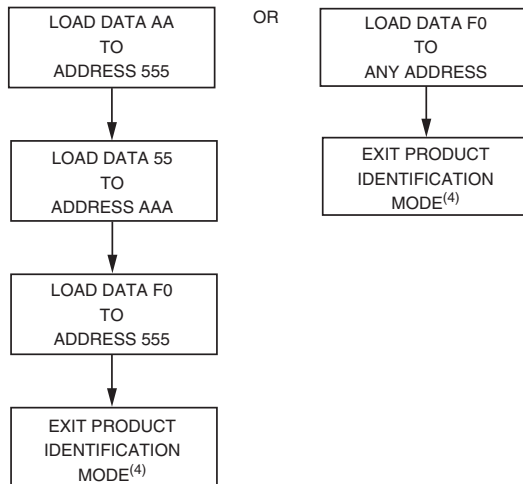 LOAD DATA AA
TO
ADDRESS 555
LOAD DATA 55
TO
ADDRESS AAA
LOAD DATA F0
TO
ADDRESS 555
EXIT PRODUCT
IDENTIFICATION
MODE(4)
OR
LOAD DATA F0
TO
ANY ADDRESS
EXIT PRODUCT
IDENTIFICATION
MODE(4)